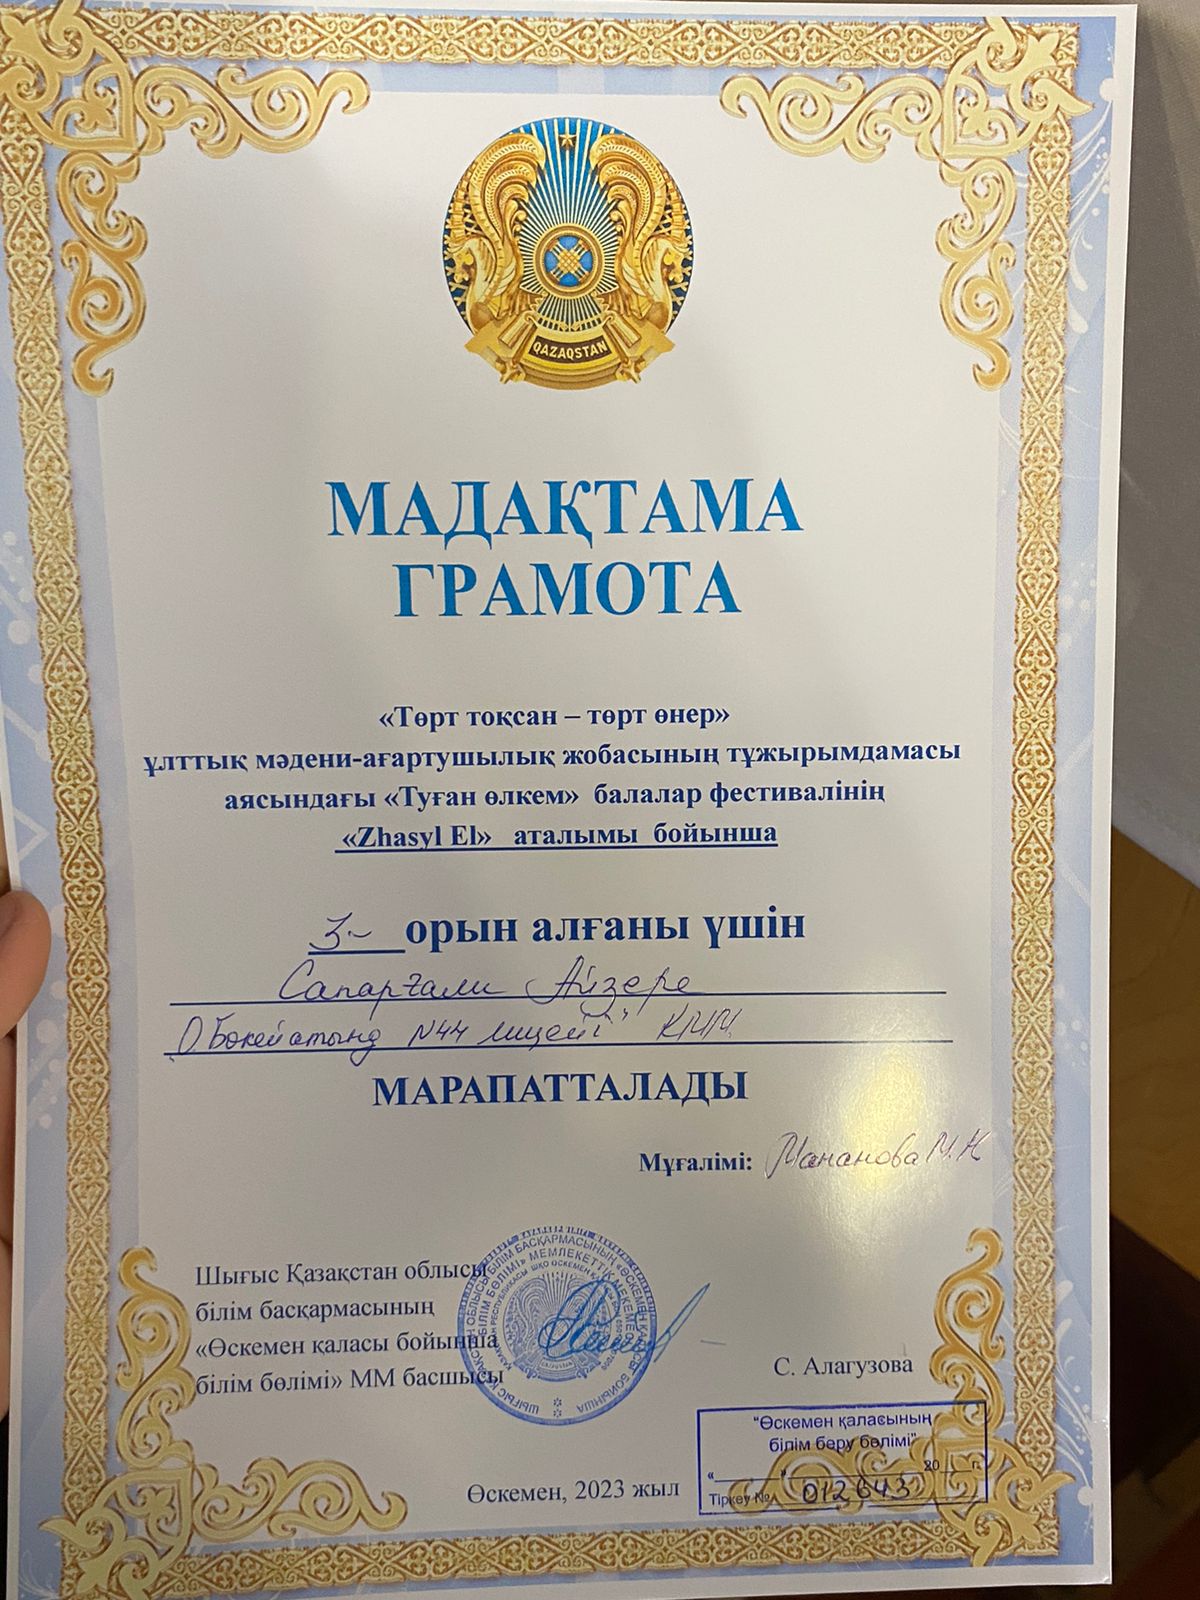 QAZAQSTAN
МАДАҚТАМА
ГРАМОТА
«Төрт тоқсан – төрт өнер»
ұлттық мәдени-ағартушылық жобасының тұжырымдамасы
аясындағы «Туған өлкем» балалар фестивалінің
«Zhasyl El» аталымы бойынша
3- орын алғаны үшін
Сапарғали Айзере
"О Бөкей атынд N44 лицейі" КММ
МАРАПАТТАЛАДЫ
Мұғалімі: Мананова М.К
Шығыс Қазақстан облысы
білім басқармасының
«Өскемен қаласы бойынша
білім бөлімі» ММ басшысы
С. Алагузова
"Өскемен қаласының
білім беру бөлімі"
«      »            20    г.
Тіркеу № 012643
Өскемен, 2023 жыл